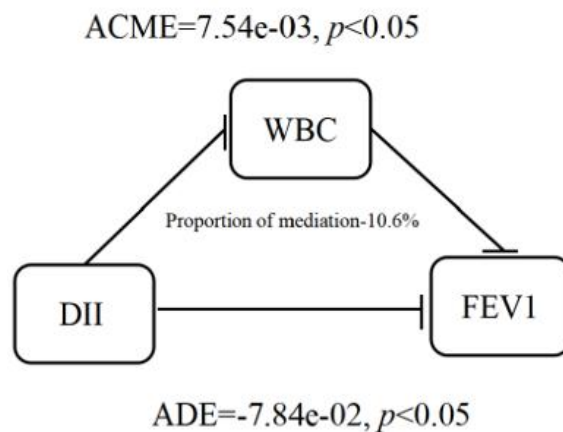 ACME=7.54e-03, p<0.05
WBC
Proportion of mediation-10.6%
DII
FEV1
ADE=-7.84e-02, p<0.05